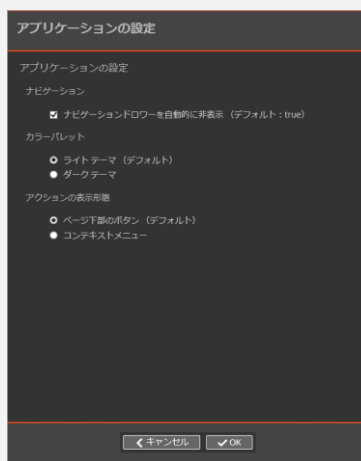 アプリケーションの設定
アプリケーションの設定
ナビゲーション
ナビゲーションドロワーを自動的に非表示（デフォルト：true）
カラーパレット
ライトテーマ（デフォルト）
ダークテーマ
アクションの表示形態
ページ下部のボタン（デフォルト）
コンテキストメニュー
キャンセル OK